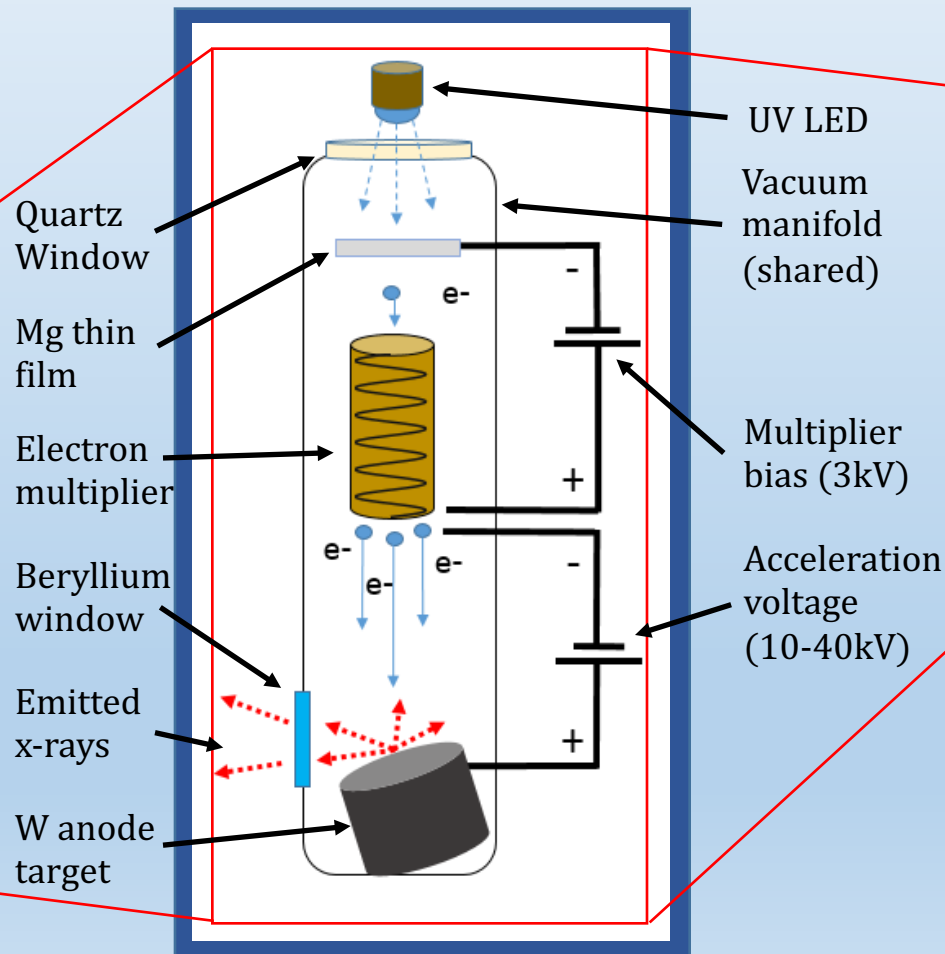 UV LED
Quartz
Window
Vacuum
manifold
(shared)
-
e-
Mg thin
film
Electron
multiplier
Multiplier
bias (3kV)
+
e-
e-
e-
-
Beryllium
window
Acceleration
voltage
(10-40kV)
Emitted
x-rays
+
W anode
target